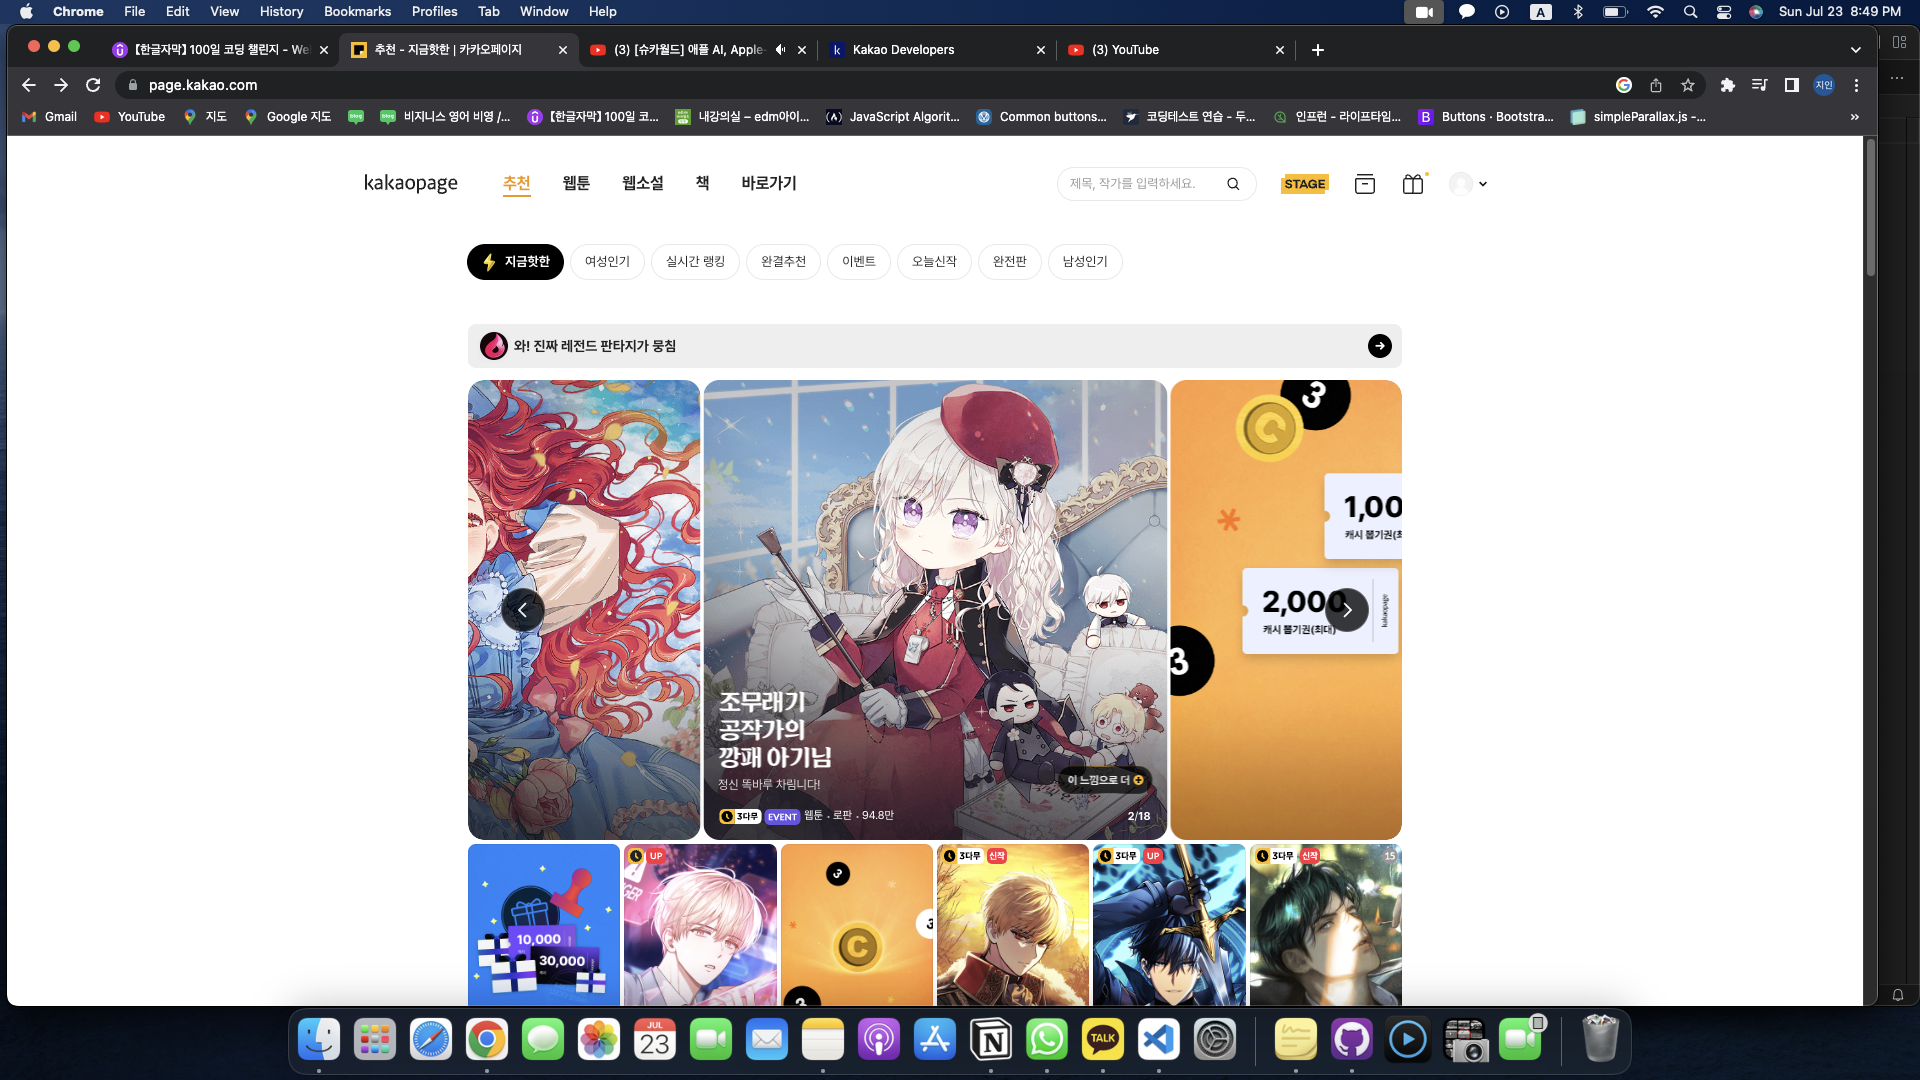 Chrome File Edit View History Bookmarks Profiles Tab Window Help
A Sun Jul 23 8:49 PM
【한글자막】 100일 코딩 챌린지 - We
추천 - 지금핫한 | 카카오페이지
(3) [슈카월드] 애플 AI, Apple-
Kakao Developers
(3) YouTube
page.kakao.com
지인
Gmail YouTube 지도 Google 지도 비지니스 영어 비영 /... 【한글자막】 100일 코... 내강의실 – edm아이... JavaScript Algorit... Common buttons... 코딩테스트 연습 - 두... 인프런 - 라이프타임... Buttons · Bootstra... simpleParallax.js -... »
kakaopage 추천 웹툰 웹소설 책 바로가기
제목, 작가를 입력하세요.
STAGE
지금핫한 여성인기 실시간 랭킹 완결추천 이벤트 오늘신작 완전판 남성인기
와! 진짜 레전드 판타지가 뭉침
3
C
1,00
캐시 뽑기권(최
2,000
캐시 뽑기권(최대)
kakaopage
3
조무래기
공작가의
깡패 아기님
정신 똑바루 차림니다!
이 느낌으로 더
3다무 EVENT 웹툰 · 로판 · 94.8만
2/18
10,000
30,000
UP
3
C
3
3다무 신작
3다무 UP
3다무 신작 15
JUL
23
TALK